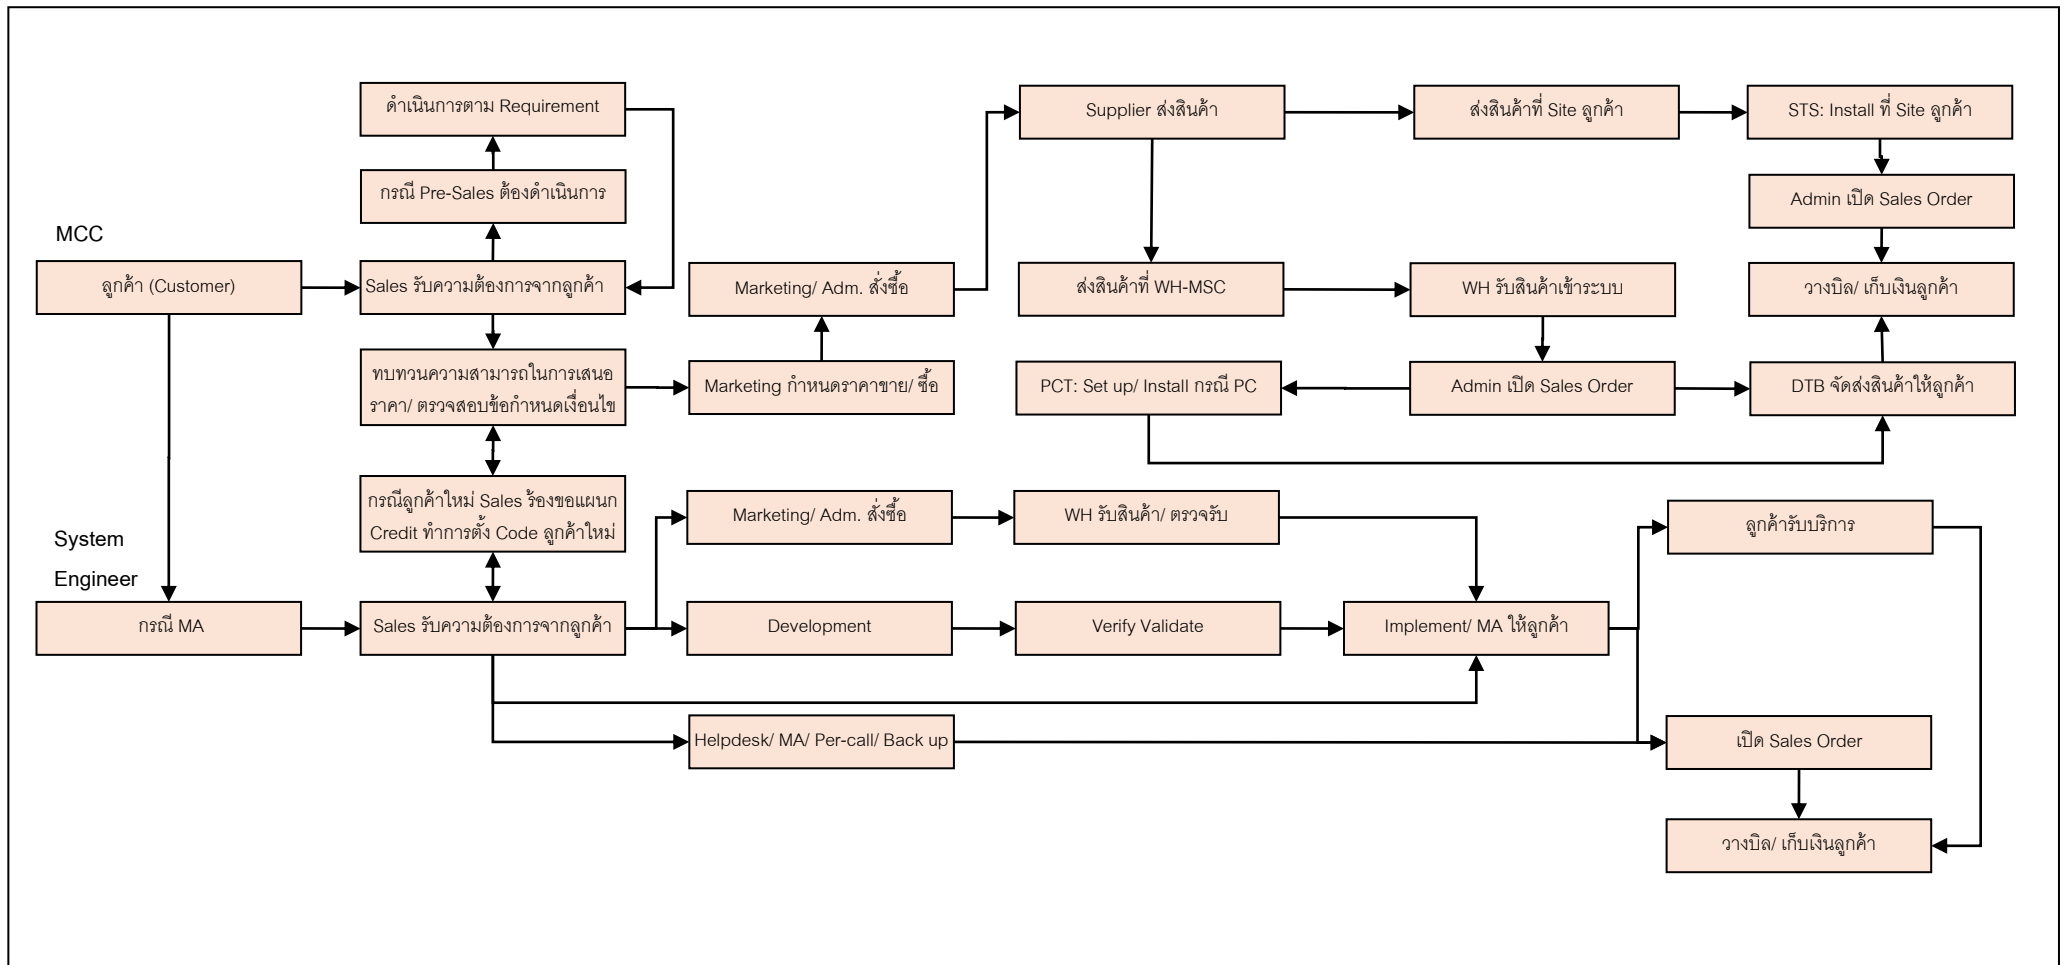 ดำเนินการตาม Requirement
Supplier ส่งสินค้า
ส่งสินค้าที่ Site ลูกค้า
STS: Install ที่ Site ลูกค้า
กรณี Pre-Sales ต้องดำเนินการ
Admin เปิด Sales Order
MCC
ลูกค้า (Customer)
Sales รับความต้องการจากลูกค้า
Marketing/ Adm. สั่งซื้อ
ส่งสินค้าที่ WH-MSC
WH รับสินค้าเข้าระบบ
วางบิล/ เก็บเงินลูกค้า
ทบทวนความสามารถในการเสนอ
ราคา/ ตรวจสอบข้อกำหนดเงื่อนไข
Marketing กำหนดราคาขาย/ ซื้อ
PCT: Set up/ Install กรณี PC
Admin เปิด Sales Order
DTB จัดส่งสินค้าให้ลูกค้า
กรณีลูกค้าใหม่ Sales ร้องขอแผนก
Credit ทำการตั้ง Code ลูกค้าใหม่
Marketing/ Adm. สั่งซื้อ
WH รับสินค้า/ ตรวจรับ
ลูกค้ารับบริการ
System
Engineer
กรณี MA
Sales รับความต้องการจากลูกค้า
Development
Verify Validate
Implement/ MA ให้ลูกค้า
Helpdesk/ MA/ Per-call/ Back up
เปิด Sales Order
วางบิล/ เก็บเงินลูกค้า